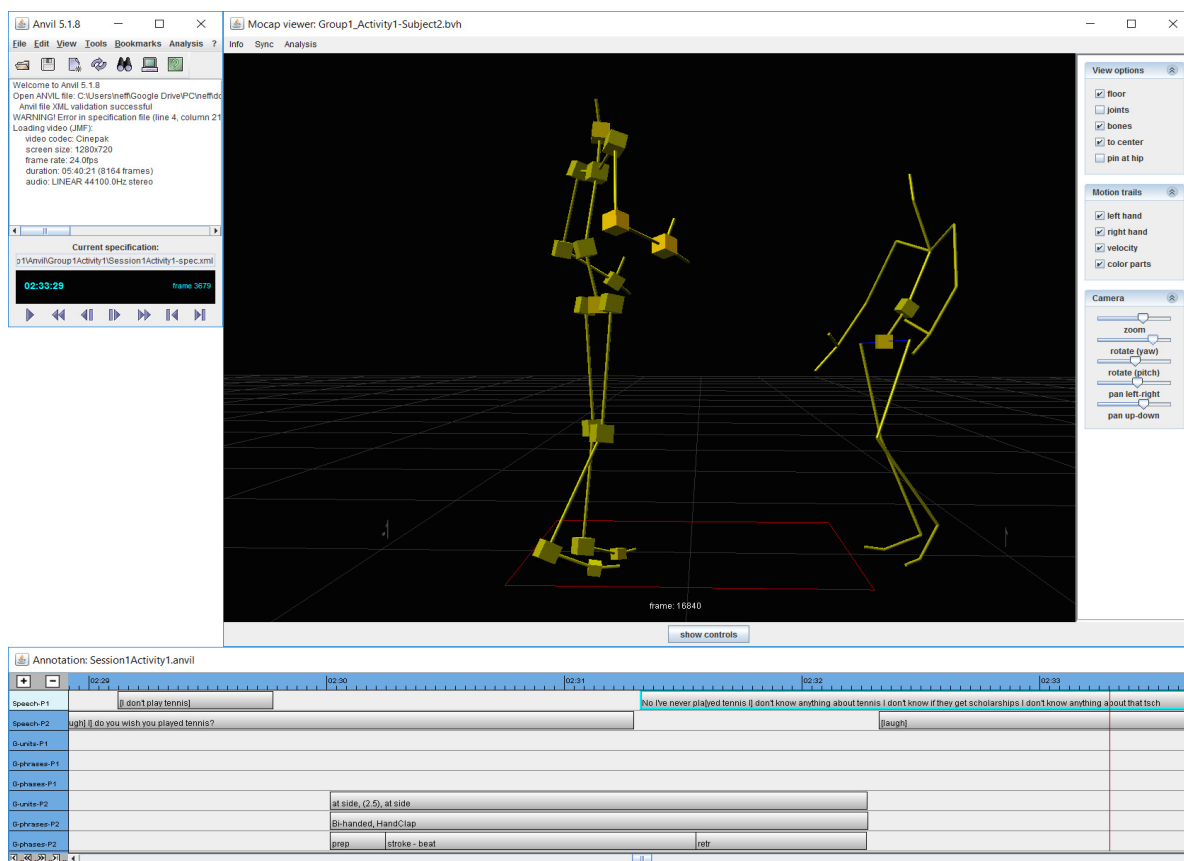 Anvil 5.1.8
File Edit View Tools Bookmarks Analysis ?
Welcome to Anvil 5.1.8
Open ANVIL file: C:\Users\neff\Google Drive\PC\neff\do
Anvil file XML validation successful
WARNING! Error in specification file (line 4, column 21
Loading video (JMF):
video codec: Cinepak
screen size: 1280x720
frame rate: 24.0fps
duration: 05:40:21 (8164 frames)
audio: LINEAR 44100.0Hz stereo
Current specification:
p1\Anvil\Group1Activity1\Session1Activity1-spec.xml
02:33:29 frame 3679
Mocap viewer: Group1_Activity1-Subject2.bvh
Info Sync Analysis
frame: 16840
View options
floor
joints
bones
to center
pin at hip
Motion trails
left hand
right hand
velocity
color parts
Camera
zoom
rotate (yaw)
rotate (pitch)
pan left-right
pan up-down
show controls
Annotation: Session1Activity1.anvil
02:29 02:30 02:31 02:32 02:33
Speech-P1 [I don't play tennis] No I've never pla[yed tennis I] don't know anything about tennis I don't know if they get scholarships I don't know anything about that tsch
Speech-P2 ugh] I] do you wish you played tennis? [laugh]
G-units-P1
G-phrases-P1
G-phases-P1
G-units-P2 at side, (2.5), at side
G-phrases-P2 Bi-handed, HandClap
G-phases-P2 prep stroke - beat retr